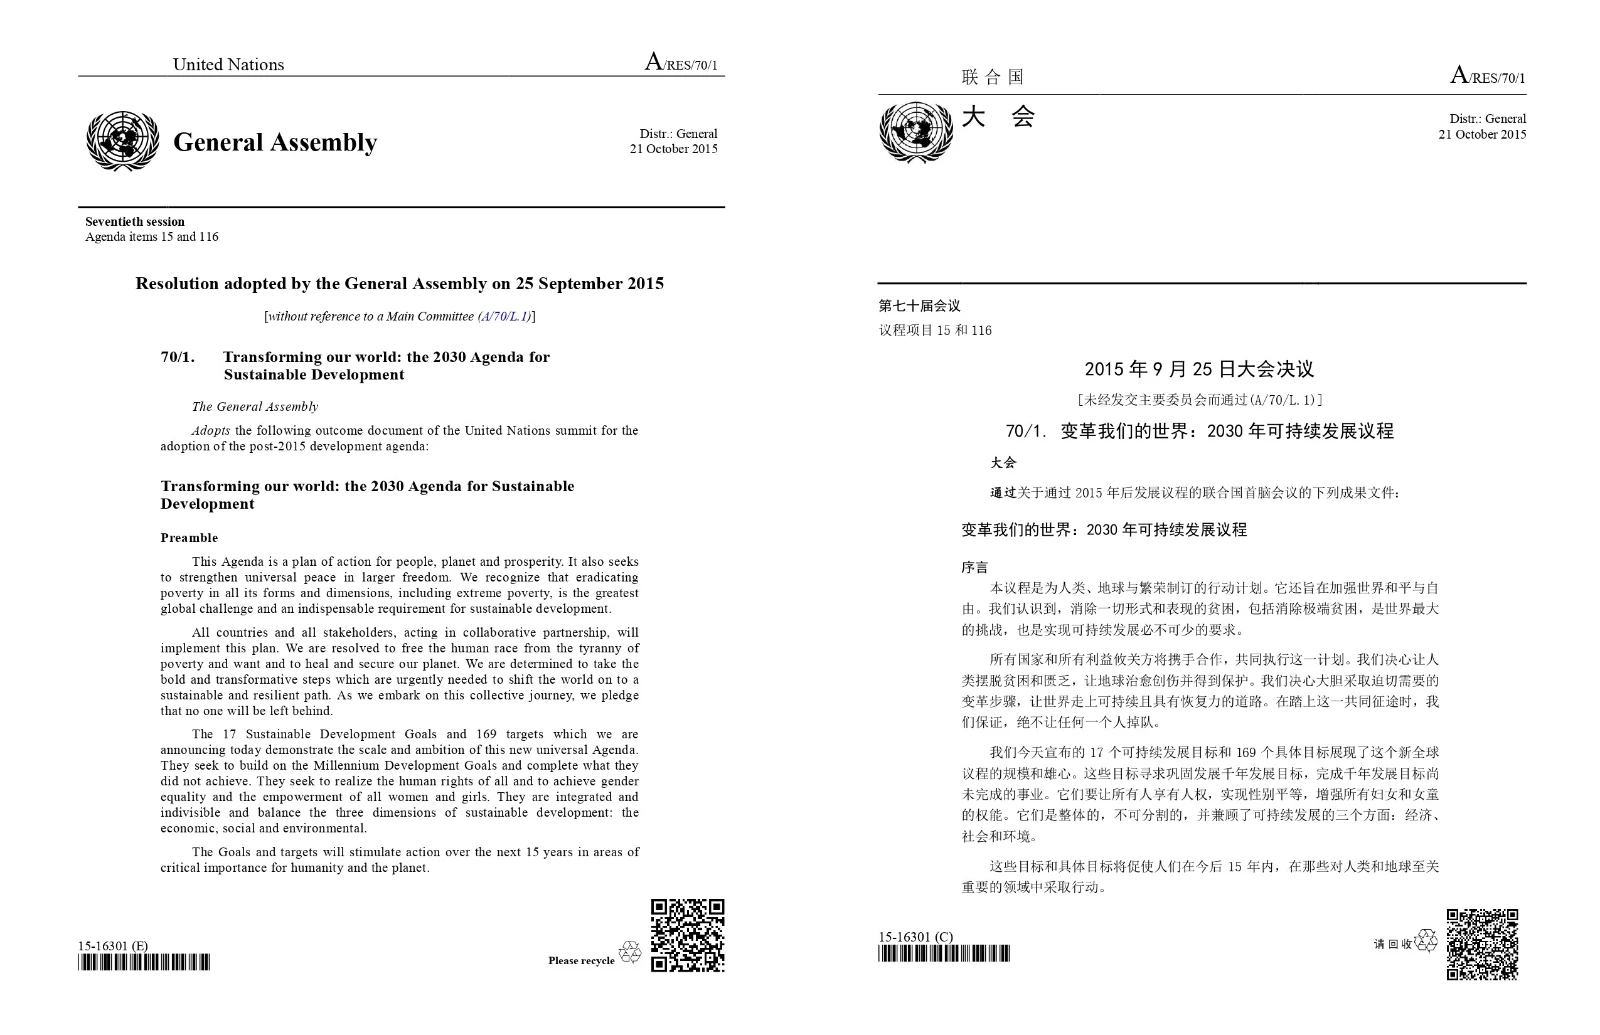 United Nations
A/RES/70/1
General Assembly
Distr.: General
21 October 2015
Seventieth session
Agenda items 15 and 116
Resolution adopted by the General Assembly on 25 September 2015
[without reference to a Main Committee (A/70/L.1)]
70/1. Transforming our world: the 2030 Agenda for
Sustainable Development
The General Assembly
Adopts the following outcome document of the United Nations summit for the
adoption of the post-2015 development agenda:
Transforming our world: the 2030 Agenda for Sustainable
Development
Preamble
This Agenda is a plan of action for people, planet and prosperity. It also seeks
to strengthen universal peace in larger freedom. We recognize that eradicating
poverty in all its forms and dimensions, including extreme poverty, is the greatest
global challenge and an indispensable requirement for sustainable development.
All countries and all stakeholders, acting in collaborative partnership, will
implement this plan. We are resolved to free the human race from the tyranny of
poverty and want and to heal and secure our planet. We are determined to take the
bold and transformative steps which are urgently needed to shift the world on to a
sustainable and resilient path. As we embark on this collective journey, we pledge
that no one will be left behind.
The 17 Sustainable Development Goals and 169 targets which we are
announcing today demonstrate the scale and ambition of this new universal Agenda.
They seek to build on the Millennium Development Goals and complete what they
did not achieve. They seek to realize the human rights of all and to achieve gender
equality and the empowerment of all women and girls. They are integrated and
indivisible and balance the three dimensions of sustainable development: the
economic, social and environmental.
The Goals and targets will stimulate action over the next 15 years in areas of
critical importance for humanity and the planet.
15-16301 (E)
Please recycle
联合国
A/RES/70/1
大 会
Distr.: General
21 October 2015
第七十届会议
议程项目 15 和 116
2015 年 9 月 25 日大会决议
[未经发交主要委员会而通过(A/70/L.1)]
70/1. 变革我们的世界：2030 年可持续发展议程
大会
通过关于通过 2015 年后发展议程的联合国首脑会议的下列成果文件：
变革我们的世界：2030 年可持续发展议程
序言
本议程是为人类、地球与繁荣制订的行动计划。它还旨在加强世界和平与自
由。我们认识到，消除一切形式和表现的贫困，包括消除极端贫困，是世界最大
的挑战，也是实现可持续发展必不可少的要求。
所有国家和所有利益攸关方将携手合作，共同执行这一计划。我们决心让人
类摆脱贫困和匮乏，让地球治愈创伤并得到保护。我们决心大胆采取迫切需要的
变革步骤，让世界走上可持续且具有恢复力的道路。在踏上这一共同征途时，我
们保证，绝不让任何一个人掉队。
我们今天宣布的 17 个可持续发展目标和 169 个具体目标展现了这个新全球
议程的规模和雄心。这些目标寻求巩固发展千年发展目标，完成千年发展目标尚
未完成的事业。它们要让所有人享有人权，实现性别平等，增强所有妇女和女童
的权能。它们是整体的，不可分割的，并兼顾了可持续发展的三个方面：经济、
社会和环境。
这些目标和具体目标将促使人们在今后 15 年内，在那些对人类和地球至关
重要的领域中采取行动。
15-16301 (C)
请回收